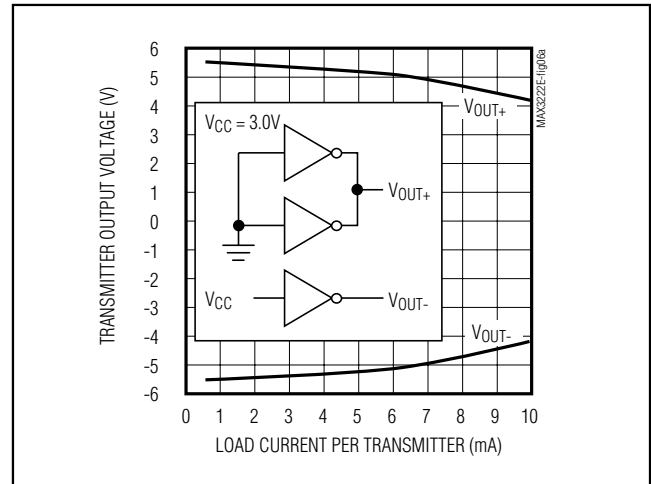 TRANSMITTER OUTPUT VOLTAGE (V)
6
5
4
3
2
1
0
-1
-2
-3
-4
-5
-6
VCC = 3.0V
VOUT+
VCC
VOUT-
VOUT+
VOUT-
MAX3222E-fig06a
0 1 2 3 4 5 6 7 8 9 10
LOAD CURRENT PER TRANSMITTER (mA)